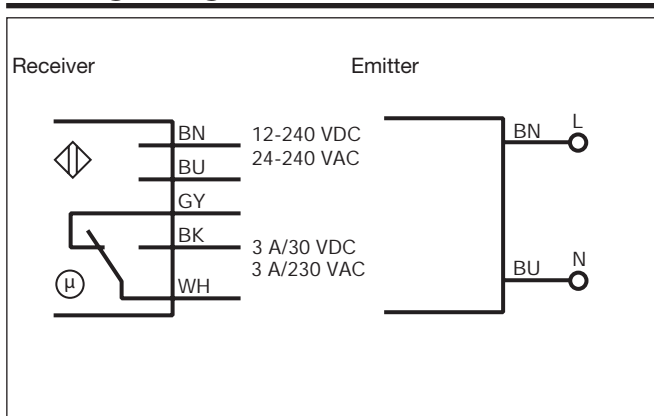 Receiver
Emitter
BN
12-240 VDC
BU
24-240 VAC
GY
BK
3 A/30 VDC
3 A/230 VAC
WH
μ
BN
L
BU
N